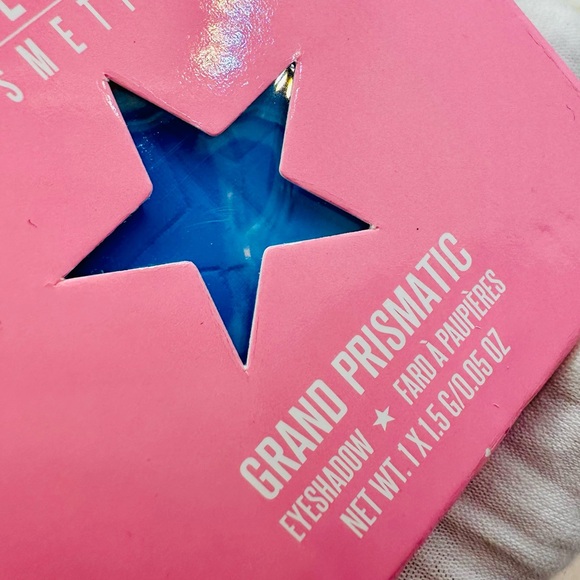 GRAND PRISMATIC
EYESHADOW ★ FARD À PAUPIÈRES
NET WT. 1 X 1.5 G/0.05 OZ